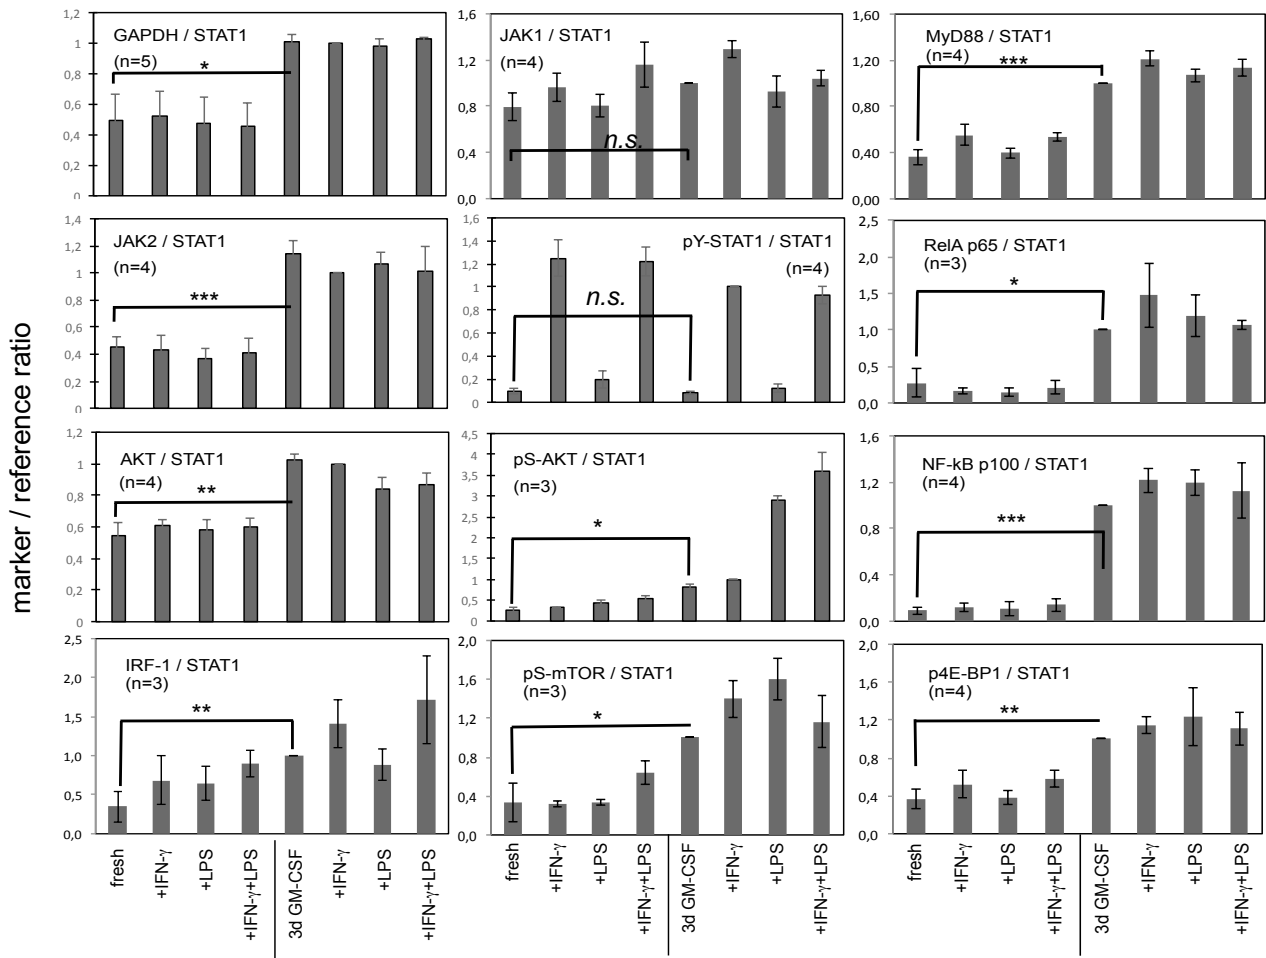 marker / reference ratio
GAPDH / STAT1
(n=5)
*
1,2
1
0,8
0,6
0,4
0,2
0
JAK1 / STAT1
(n=4)
n.s.
1,6
1,2
0,8
0,4
0,0
MyD88 / STAT1
(n=4)
***
1,60
1,20
0,80
0,40
0,00
JAK2 / STAT1
(n=4)
***
1,4
1,2
1
0,8
0,6
0,4
0,2
0
pY-STAT1 / STAT1
(n=4)
n.s.
1,6
1,4
1,2
1
0,8
0,6
0,4
0,2
0
RelA p65 / STAT1
(n=3)
*
2,5
2,0
1,5
1,0
0,5
0,0
AKT / STAT1
(n=4)
**
1,2
1
0,8
0,6
0,4
0,2
0
pS-AKT / STAT1
(n=3)
*
4,5
4
3,5
3
2,5
2
1,5
1
0,5
0
NF-kB p100 / STAT1
(n=4)
***
1,6
1,2
0,8
0,4
0,0
IRF-1 / STAT1
(n=3)
**
2,5
2,0
1,5
1,0
0,5
0,0
pS-mTOR / STAT1
(n=3)
*
2,0
1,6
1,2
0,8
0,4
0,0
p4E-BP1 / STAT1
(n=4)
**
2,0
1,6
1,2
0,8
0,4
0,0
fresh
+IFN-γ
+LPS
+IFN-γ+LPS
3d GM-CSF
+IFN-γ
+LPS
+IFN-γ+LPS
fresh
+IFN-γ
+LPS
+IFN-γ+LPS
3d GM-CSF
+IFN-γ
+LPS
+IFN-γ+LPS
fresh
+IFN-γ
+LPS
+IFN-γ+LPS
3d GM-CSF
+IFN-γ
+LPS
+IFN-γ+LPS